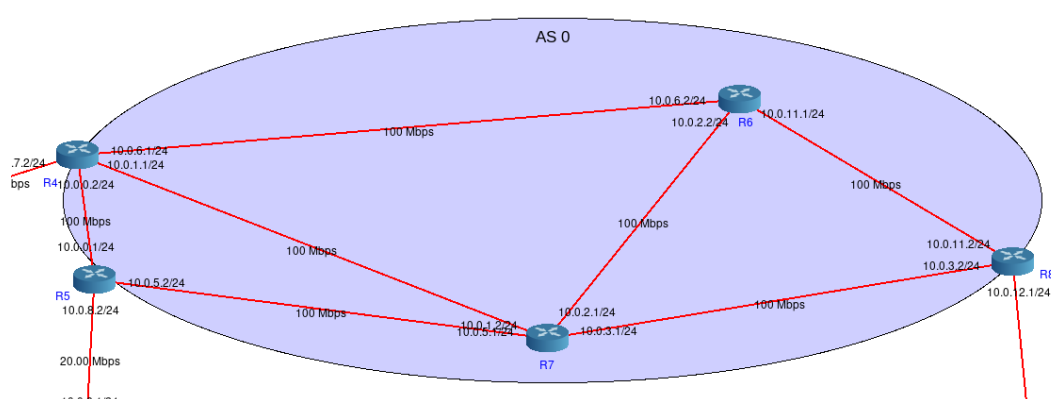 AS 0
10.0.6.2/24
10.0.2.2/24
R6
10.0.11.1/24
100 Mbps
10.0.6.1/24
10.0.1.1/24
.7.2/24
bps
R4
10.0.0.2/24
100 Mbps
100 Mbps
100 Mbps
100 Mbps
10.0.0.1/24
10.0.11.2/24
10.0.3.2/24
R8
10.0.12.1/24
R5
10.0.5.2/24
10.0.8.2/24
100 Mbps
100 Mbps
10.0.2.1/24
10.0.1.2/24
10.0.5.1/24
10.0.3.1/24
R7
20.00 Mbps